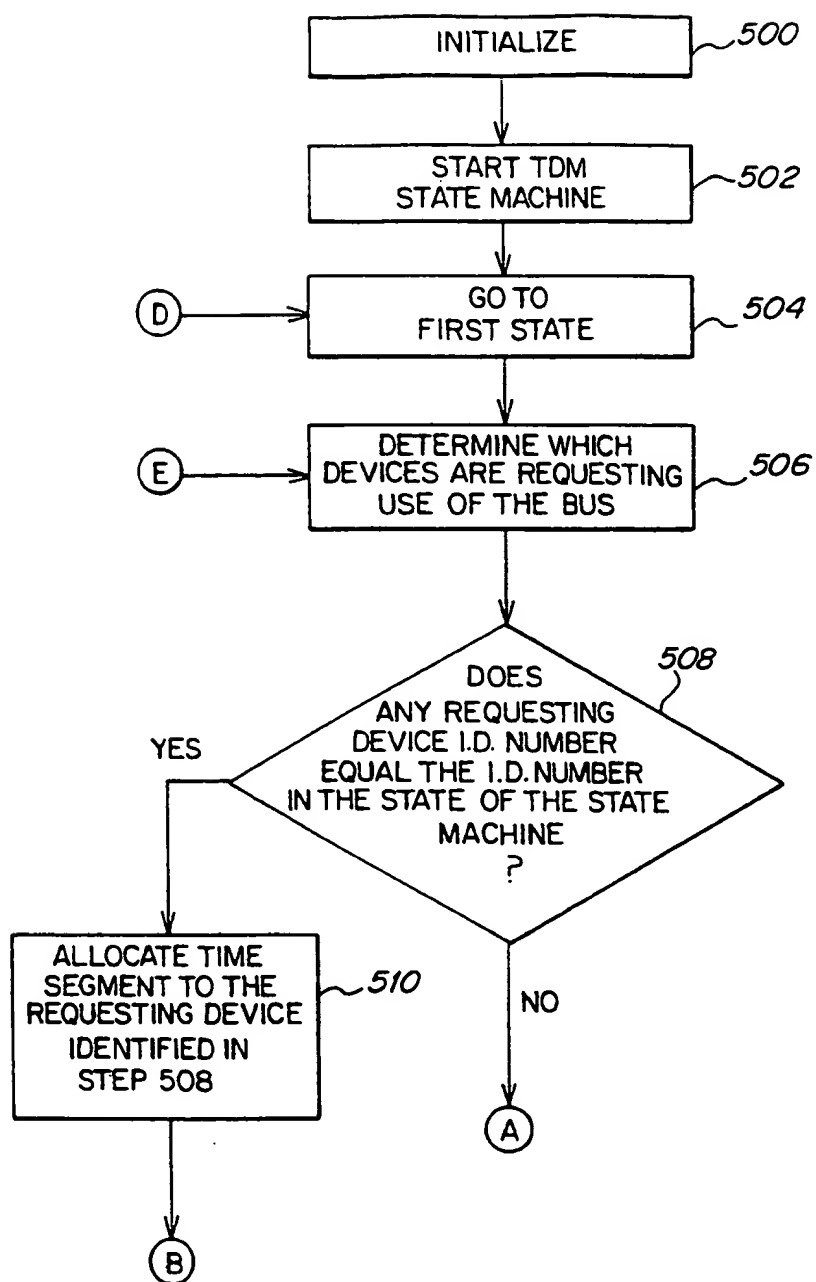 INITIALIZE
500
START TDM
STATE MACHINE
502
D
GO TO
FIRST STATE
504
E
DETERMINE WHICH
DEVICES ARE REQUESTING
USE OF THE BUS
506
508
DOES
ANY REQUESTING
DEVICE I.D. NUMBER
EQUAL THE I.D. NUMBER
IN THE STATE OF THE STATE
MACHINE
?
YES
ALLOCATE TIME
SEGMENT TO THE
REQUESTING DEVICE
IDENTIFIED IN
STEP 508
510
NO
A
B